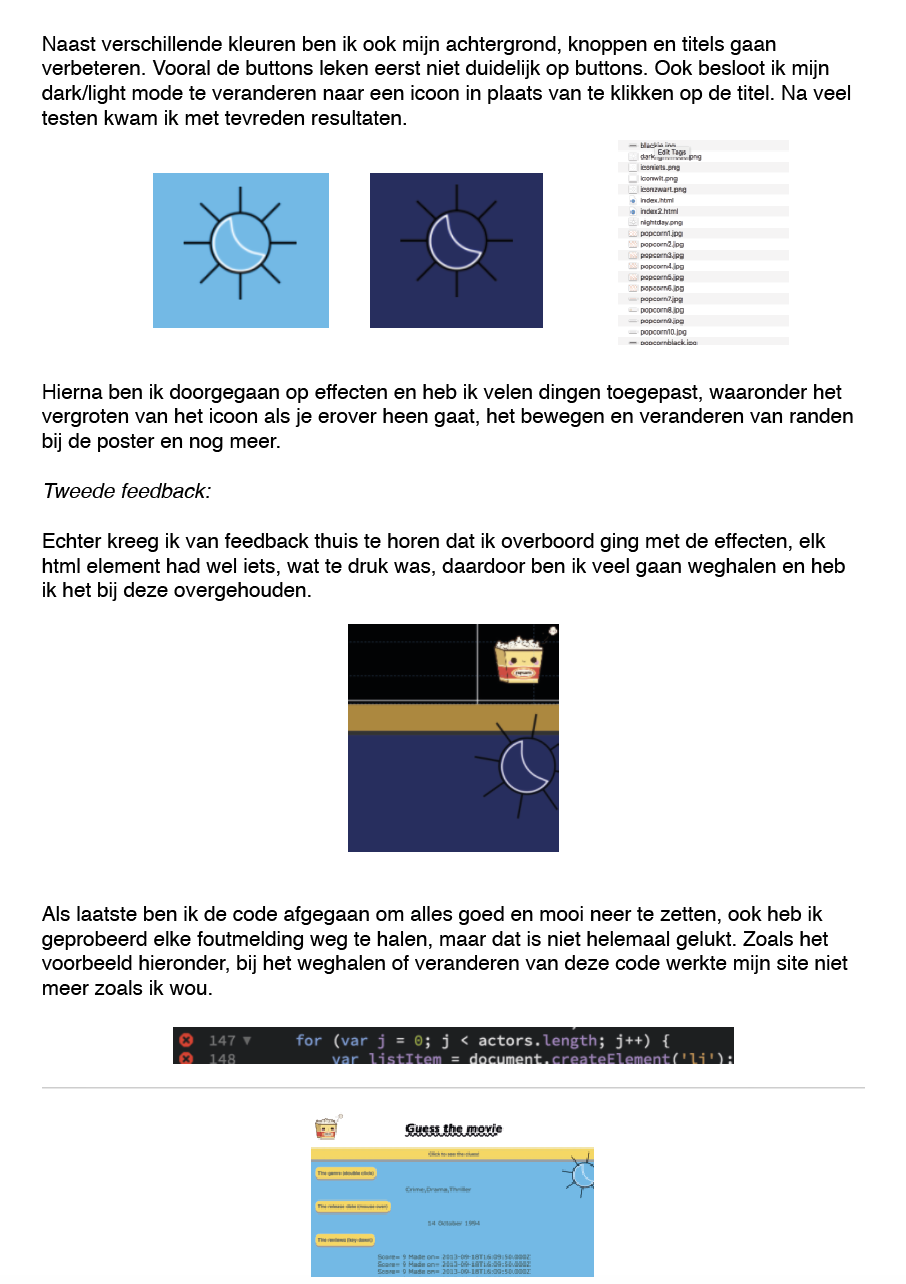 Naast verschillende kleuren ben ik ook mijn achtergrond, knoppen en titels gaan
verbeteren. Vooral de buttons leken eerst niet duidelijk op buttons. Ook besloot ik mijn
dark/light mode te veranderen naar een icoon in plaats van te klikken op de titel. Na veel
testen kwam ik met tevreden resultaten.
Edit Tags
iconwit.png
iconzwart.png
index.html
index2.html
nightday.png
popcorn1.jpg
popcorn2.jpg
popcorn3.jpg
popcorn4.jpg
popcorn5.jpg
popcorn6.jpg
popcorn7.jpg
popcorn8.jpg
popcorn9.jpg
popcorn10.jpg
popcornblack.jpg
Hierna ben ik doorgegaan op effecten en heb ik velen dingen toegepast, waaronder het
vergroten van het icoon als je erover heen gaat, het bewegen en veranderen van randen
bij de poster en nog meer.
Tweede feedback:
Echter kreeg ik van feedback thuis te horen dat ik overboord ging met de effecten, elk
html element had wel iets, wat te druk was, daardoor ben ik veel gaan weghalen en heb
ik het bij deze overgehouden.
Als laatste ben ik de code afgegaan om alles goed en mooi neer te zetten, ook heb ik
geprobeerd elke foutmelding weg te halen, maar dat is niet helemaal gelukt. Zoals het
voorbeeld hieronder, bij het weghalen of veranderen van deze code werkte mijn site niet
meer zoals ik wou.
147 ▼ for (var j = 0; j < actors.length; j++) {
148 var listItem = document.createElement('li');
Guess the movie
Click to see the clues!
The genre (double click)
Crime,Drama,Thriller
The release date (mouse over)
14 October 1994
The reviews (key down)
Score= 9 Made on= 2013-09-18T16:09:50.000Z
Score= 9 Made on= 2013-09-18T16:09:50.000Z
Score= 9 Made on= 2013-09-18T16:09:50.000Z